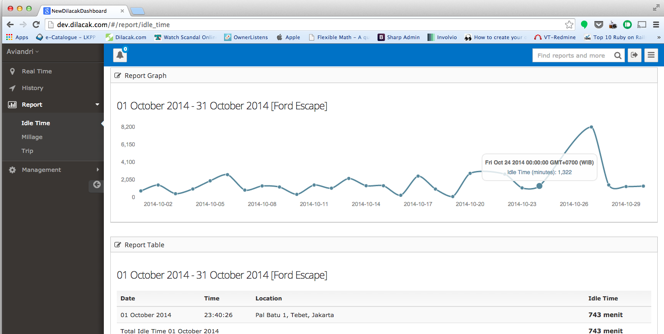 NewDilacakDashboard
dev.dilacak.com/#/report/idle_time
Apps
e-Catalogue - LKPP
Dilacak.com
Watch Scandal Online
OwnerListens
Apple
Flexible Math – A
Sharp Admin
Involvio
How to create your
VT-Redmine
Top 10 Ruby on Rai
Aviandri
Find reports and more
Real Time
History
Report
Idle Time
Millage
Trip
Management
Report Graph
01 October 2014 - 31 October 2014 [Ford Escape]
8,200
6,150
4,100
2,050
0
Fri Oct 24 2014 00:00:00 GMT+0700 (WIB)
Idle Time (minutes): 1,322
2014-10-02 2014-10-05 2014-10-08 2014-10-11 2014-10-14 2014-10-17 2014-10-20 2014-10-23 2014-10-26 2014-10-29
Report Table
01 October 2014 - 31 October 2014 [Ford Escape]
Date Time Location Idle Time
01 October 2014 23:40:26 Pal Batu 1, Tebet, Jakarta 743 menit
Total Idle Time 01 October 2014 743 menit